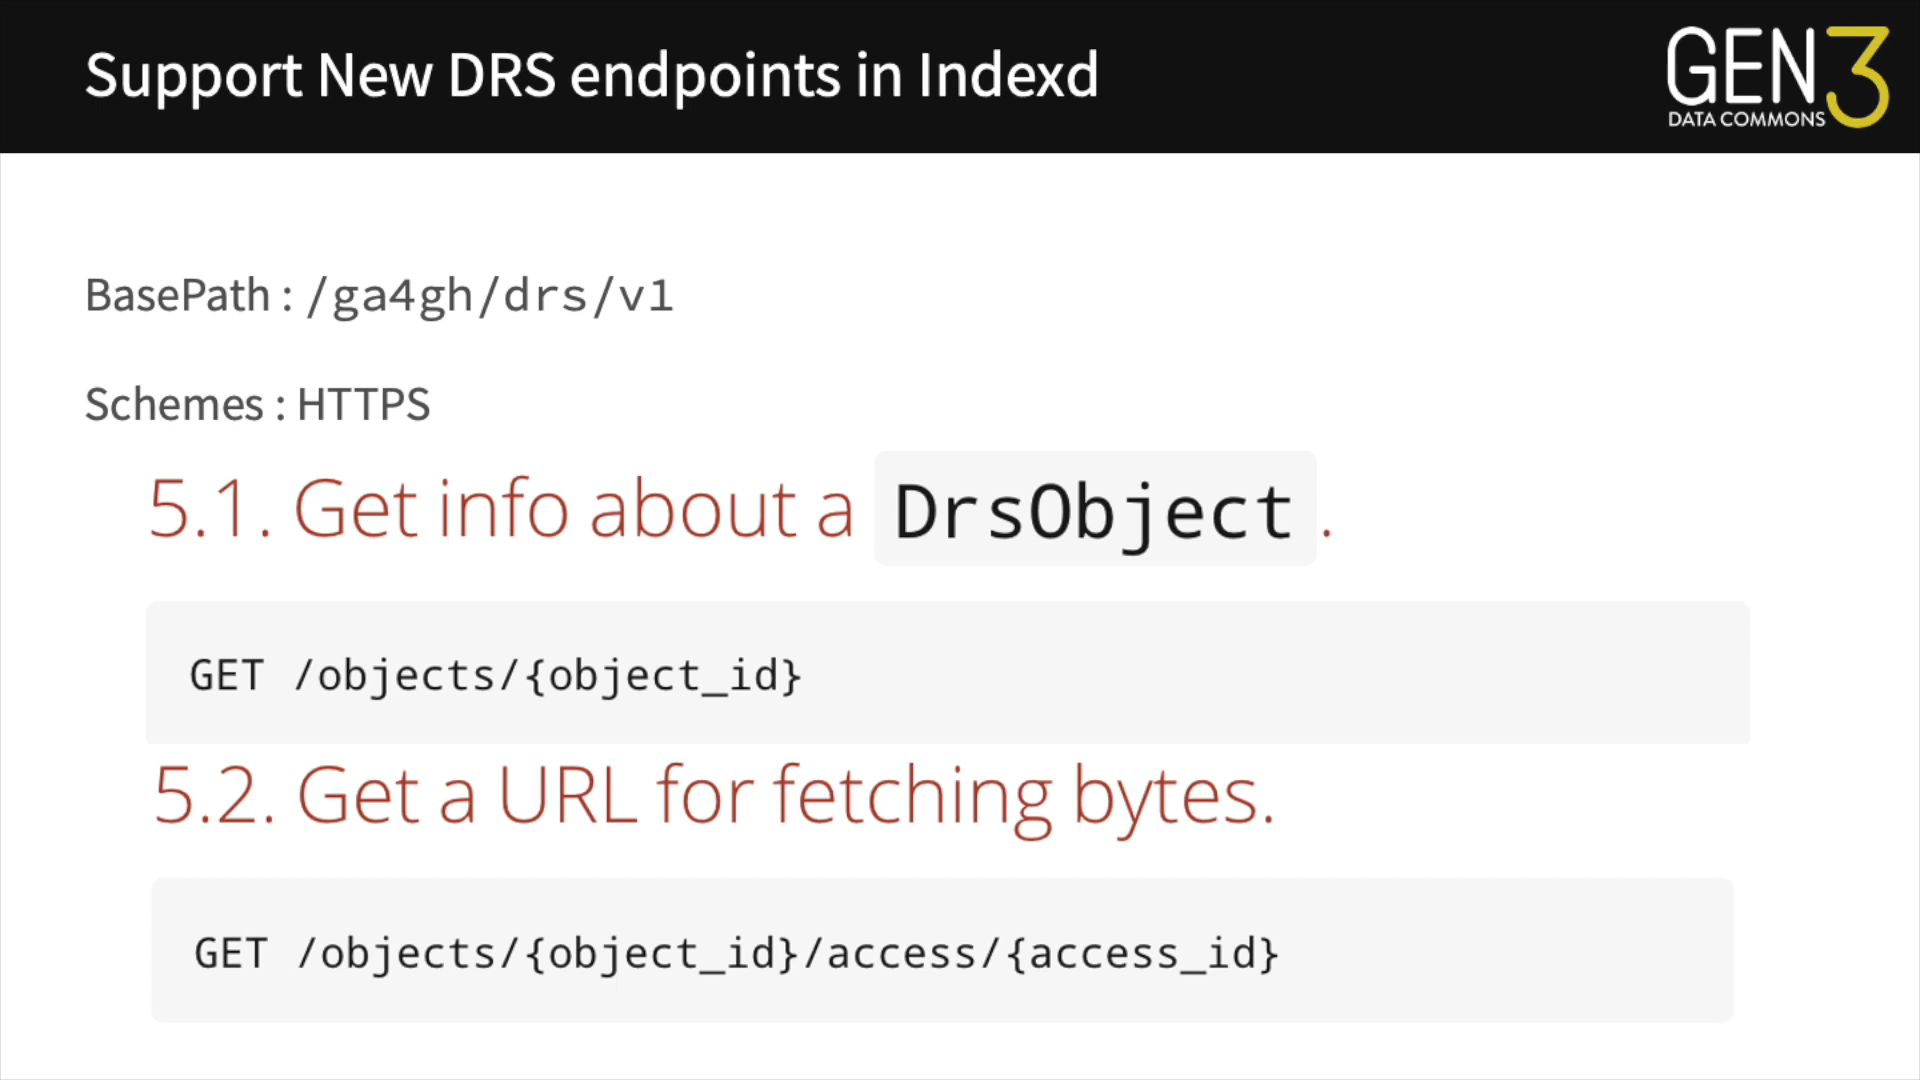 Support New DRS endpoints in Indexd
GEN3
DATA COMMONS
BasePath : /ga4gh/drs/v1
Schemes : HTTPS
5.1. Get info about a DrsObject .
GET /objects/{object_id}
5.2. Get a URL for fetching bytes.
GET /objects/{object_id}/access/{access_id}